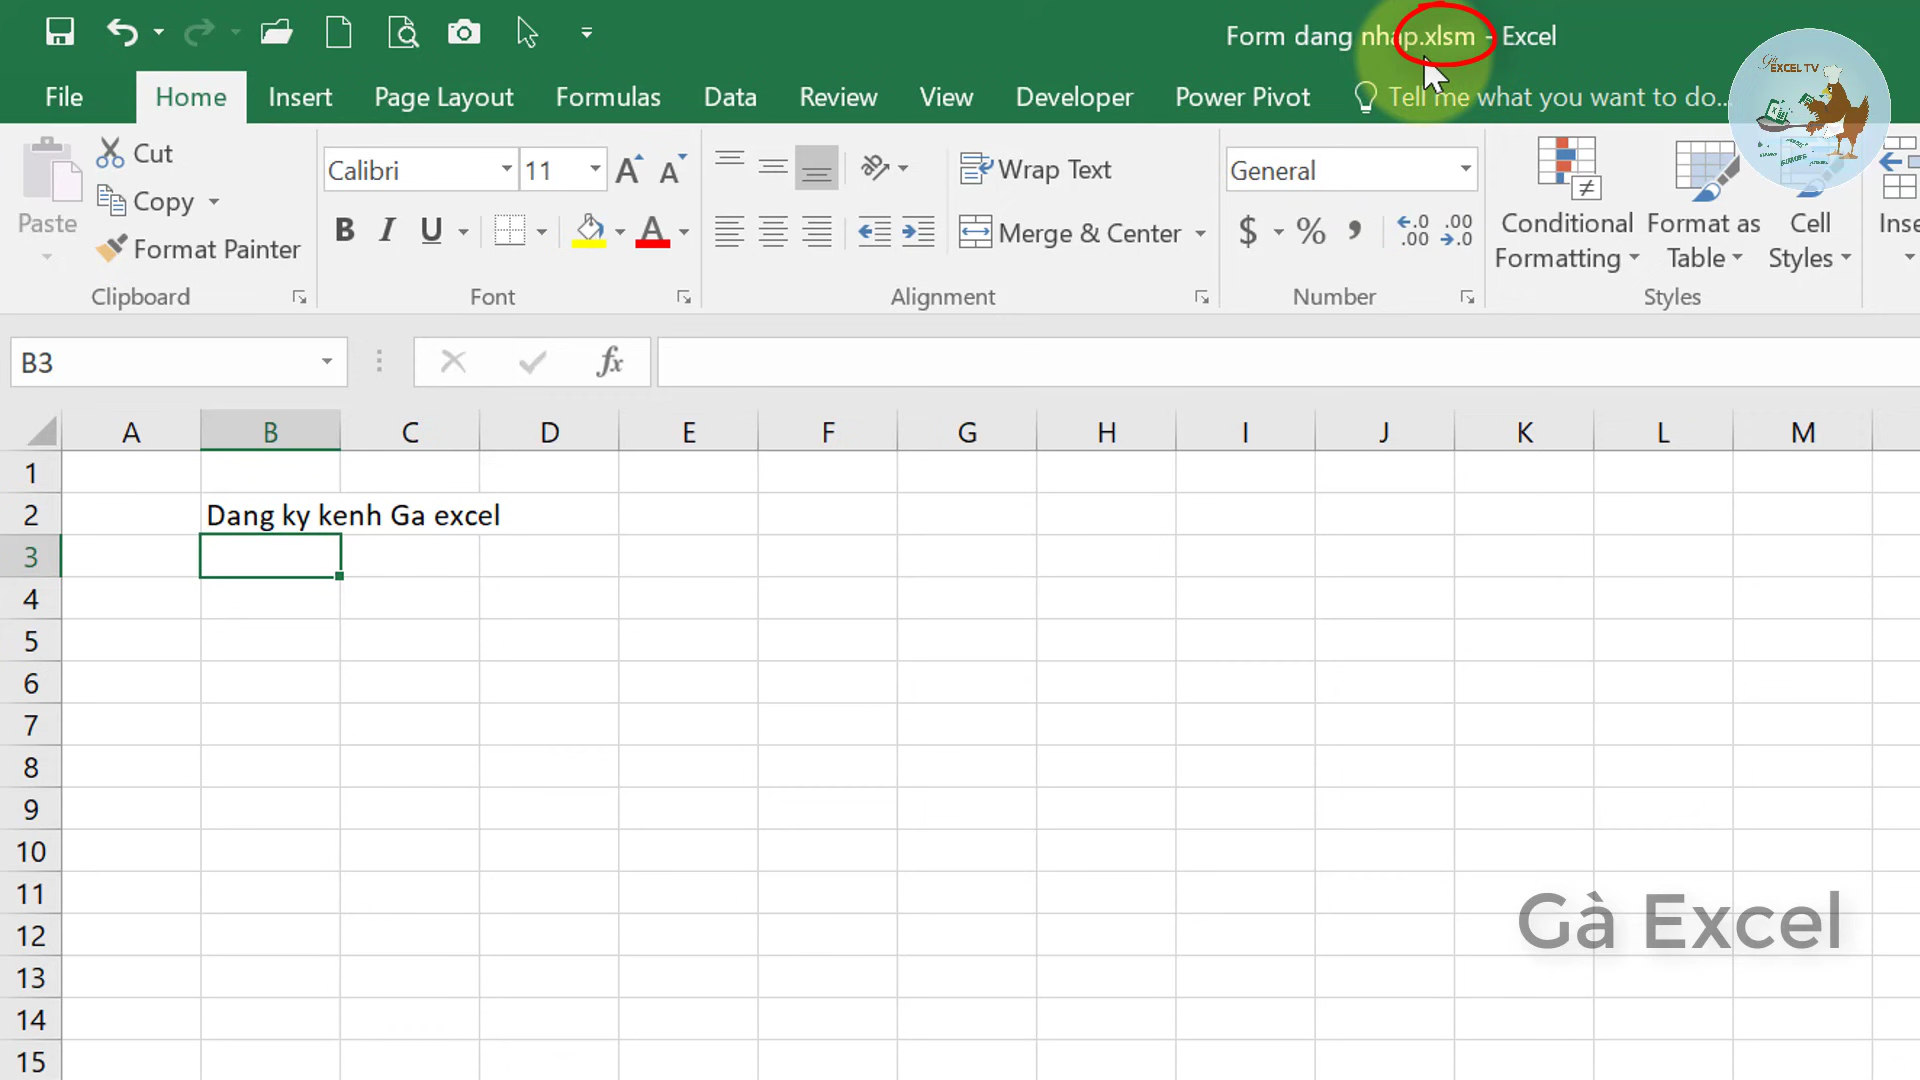 Form dang nhap.xlsm - Excel
File Home Insert Page Layout Formulas Data Review View Developer Power Pivot Tell me what you want to do...
EXCEL TV
Cut
Copy
Format Painter
Paste
Clipboard
Calibri 11
B I U A
Font
Wrap Text
Merge & Center
Alignment
General
$ % , .00 .00
Number
Conditional Formatting
Format as Table
Cell Styles
Styles
Inse
B3 fx
A B C D E F G H I J K L M
1
2 Dang ky kenh Ga excel
3
4
5
6
7
8
9
10
11
Gà Excel
12
13
14
15